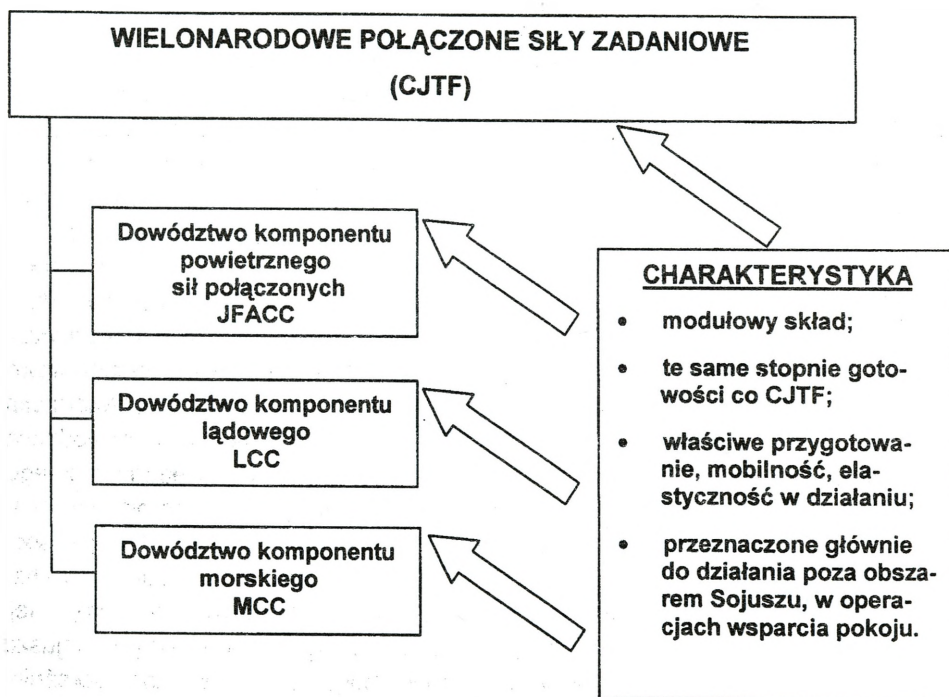 WIELONARODOWE POŁĄCZONE SIŁY ZADANIOWE
(CJTF)
Dowództwo komponentu
powietrznego
sił połączonych
JFACC
Dowództwo komponentu
lądowego
LCC
Dowództwo komponentu
morskiego
MCC
CHARAKTERYSTYKA
• modułowy skład;
• te same stopnie goto-
wości co CJTF;
• właściwe przygotowa-
nie, mobilność, ela-
styczność w działaniu;
• przeznaczone głównie
do działania poza obsza-
rem Sojuszu, w opera-
cjach wsparcia pokoju.